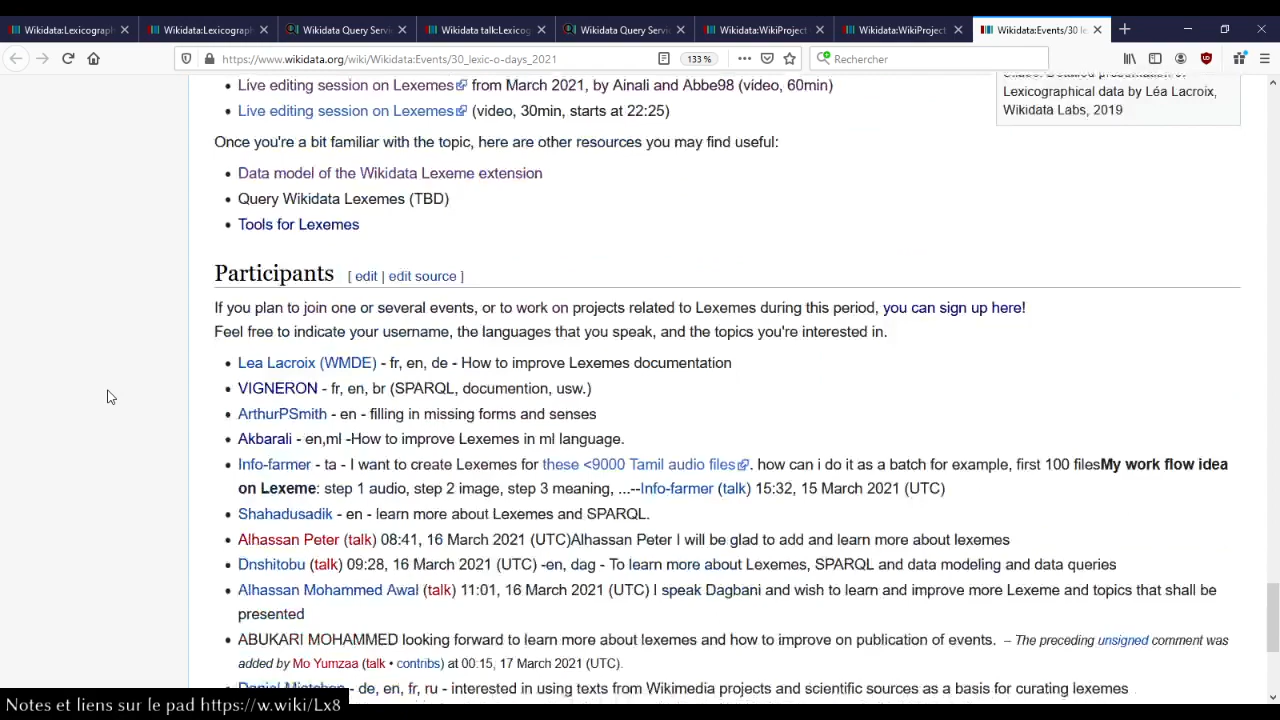 Wikidata:Lexicograph
Wikidata:Lexicograph
Wikidata Query Servi
Wikidata talk:Lexicog
Wikidata Query Servi
Wikidata:WikiProject
Wikidata:WikiProject
Wikidata:Events/30 le
https://www.wikidata.org/wiki/Wikidata:Events/30_lexic-o-days_2021
133 %
Rechercher
Live editing session on Lexemes from March 2021, by Ainali and Abbe98 (video, 60min)
Live editing session on Lexemes (video, 30min, starts at 22:25)
Lexicographical data by Léa Lacroix,
Wikidata Labs, 2019
Once you're a bit familiar with the topic, here are other resources you may find useful:
Data model of the Wikidata Lexeme extension
Query Wikidata Lexemes (TBD)
Tools for Lexemes
Participants [ edit | edit source ]
If you plan to join one or several events, or to work on projects related to Lexemes during this period, you can sign up here!
Feel free to indicate your username, the languages that you speak, and the topics you're interested in.
Lea Lacroix (WMDE) - fr, en, de - How to improve Lexemes documentation
VIGNERON - fr, en, br (SPARQL, documention, usw.)
ArthurPSmith - en - filling in missing forms and senses
Akbarali - en,ml -How to improve Lexemes in ml language.
Info-farmer - ta - I want to create Lexemes for these <9000 Tamil audio files. how can i do it as a batch for example, first 100 filesMy work flow idea
on Lexeme: step 1 audio, step 2 image, step 3 meaning, ...--Info-farmer (talk) 15:32, 15 March 2021 (UTC)
Shahadusadik - en - learn more about Lexemes and SPARQL.
Alhassan Peter (talk) 08:41, 16 March 2021 (UTC)Alhassan Peter I will be glad to add and learn more about lexemes
Dnshitobu (talk) 09:28, 16 March 2021 (UTC) -en, dag - To learn more about Lexemes, SPARQL and data modeling and data queries
Alhassan Mohammed Awal (talk) 11:01, 16 March 2021 (UTC) I speak Dagbani and wish to learn and improve more Lexeme and topics that shall be
presented
ABUKARI MOHAMMED looking forward to learn more about lexemes and how to improve on publication of events. – The preceding unsigned comment was
added by Mo Yumzaa (talk • contribs) at 00:15, 17 March 2021 (UTC).
Daniel Mietchen - de, en, fr, ru - interested in using texts from Wikimedia projects and scientific sources as a basis for curating lexemes
Notes et liens sur le pad https://w.wiki/Lx8